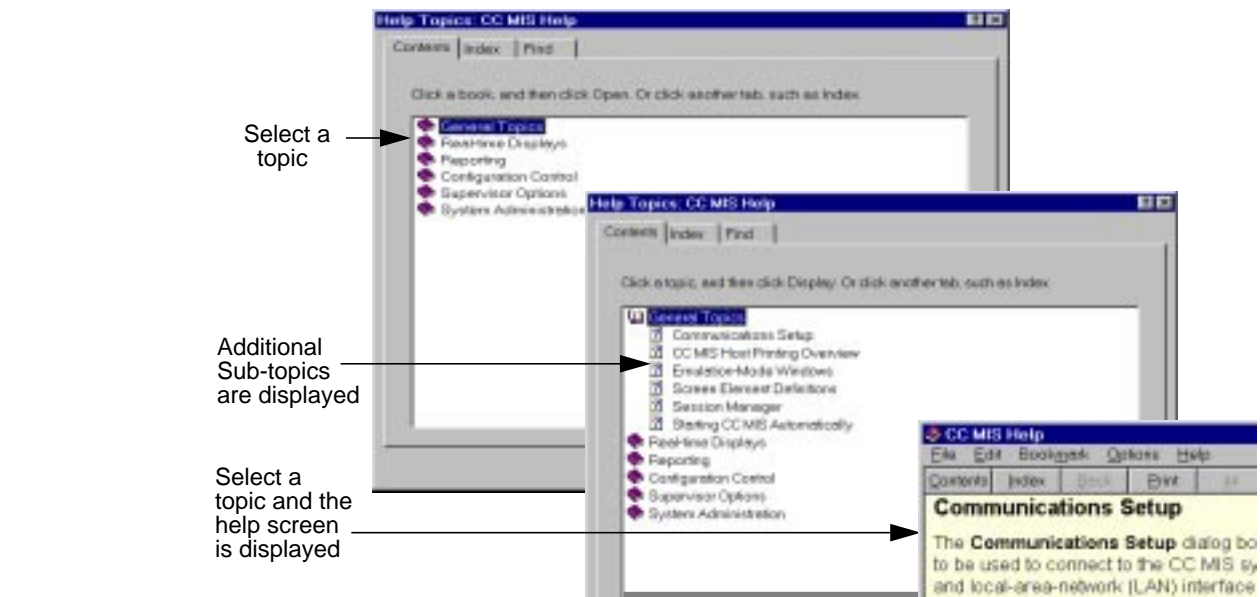 Help Topics: CC MIS Help
Contents Index Find
Click a book, and then click Open. Or click another tab, such as Index.
Select a
topic
General Topics
Real-time Displays
Reporting
Configuration Control
Supervisor Options
System Administration
Help Topics: CC MIS Help
Contents Index Find
Click a topic, and then click Display. Or click another tab, such as Index.
Additional
Sub-topics
are displayed
General Topics
Communications Setup
CC MIS Host Printing Overview
Emulation-Mode Windows
Screen Element Definitions
Session Manager
Starting CC MIS Automatically
Real-time Displays
Reporting
Configuration Control
Supervisor Options
System Administration
Select a
topic and the
help screen
is displayed
CC MIS Help
File Edit Bookmark Options Help
Contents Index Back Print
Communications Setup
The Communications Setup dialog
to be used to connect to the CC MIS
and local-area-network (LAN) interface